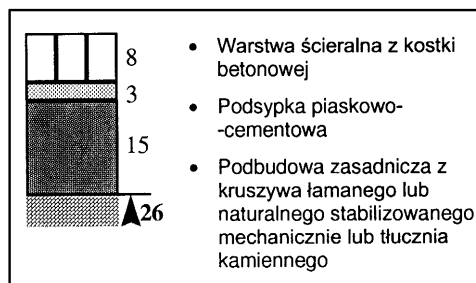 8
3
15
26
• Warstwa ścieralna z kostki
betonowej
• Podsypka piaskowo-
-cementowa
• Podbudowa zasadnicza z
kruszywa łamanego lub
naturalnego stabilizowanego
mechanicznie lub tłucznia
kamiennego